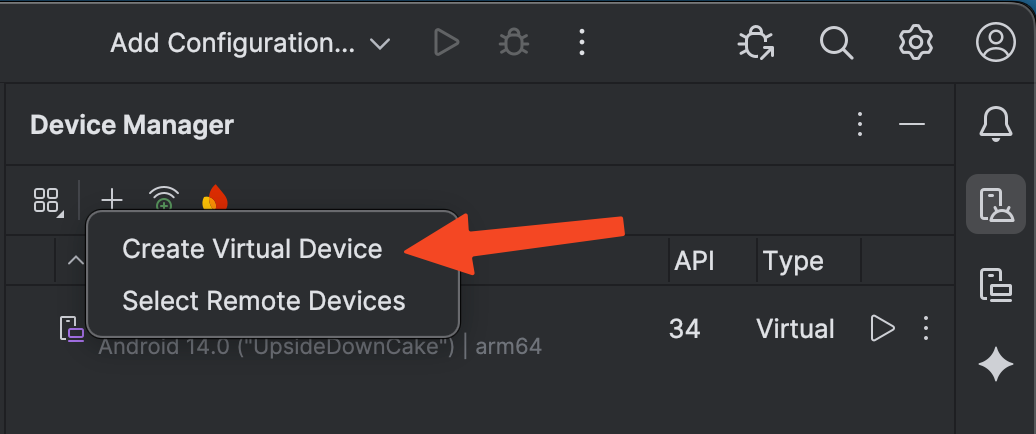 Add Configuration...
Device Manager
Create Virtual Device
API Type
Select Remote Devices
34 Virtual
Android 14.0 ("UpsideDownCake") | arm64